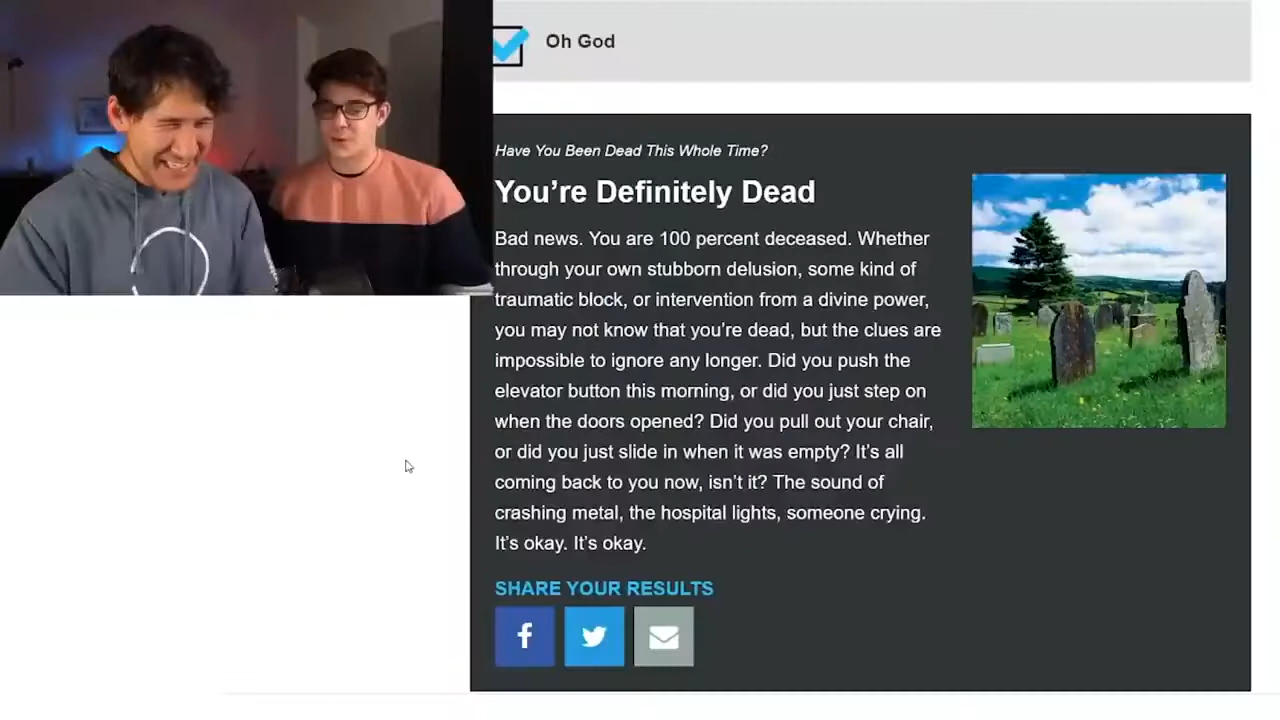 Oh God
Have You Been Dead This Whole Time?
You're Definitely Dead
Bad news. You are 100 percent deceased. Whether
through your own stubborn delusion, some kind of
traumatic block, or intervention from a divine power,
you may not know that you're dead, but the clues are
impossible to ignore any longer. Did you push the
elevator button this morning, or did you just step on
when the doors opened? Did you pull out your chair,
or did you just slide in when it was empty? It's all
coming back to you now, isn't it? The sound of
crashing metal, the hospital lights, someone crying.
It's okay. It's okay.
SHARE YOUR RESULTS